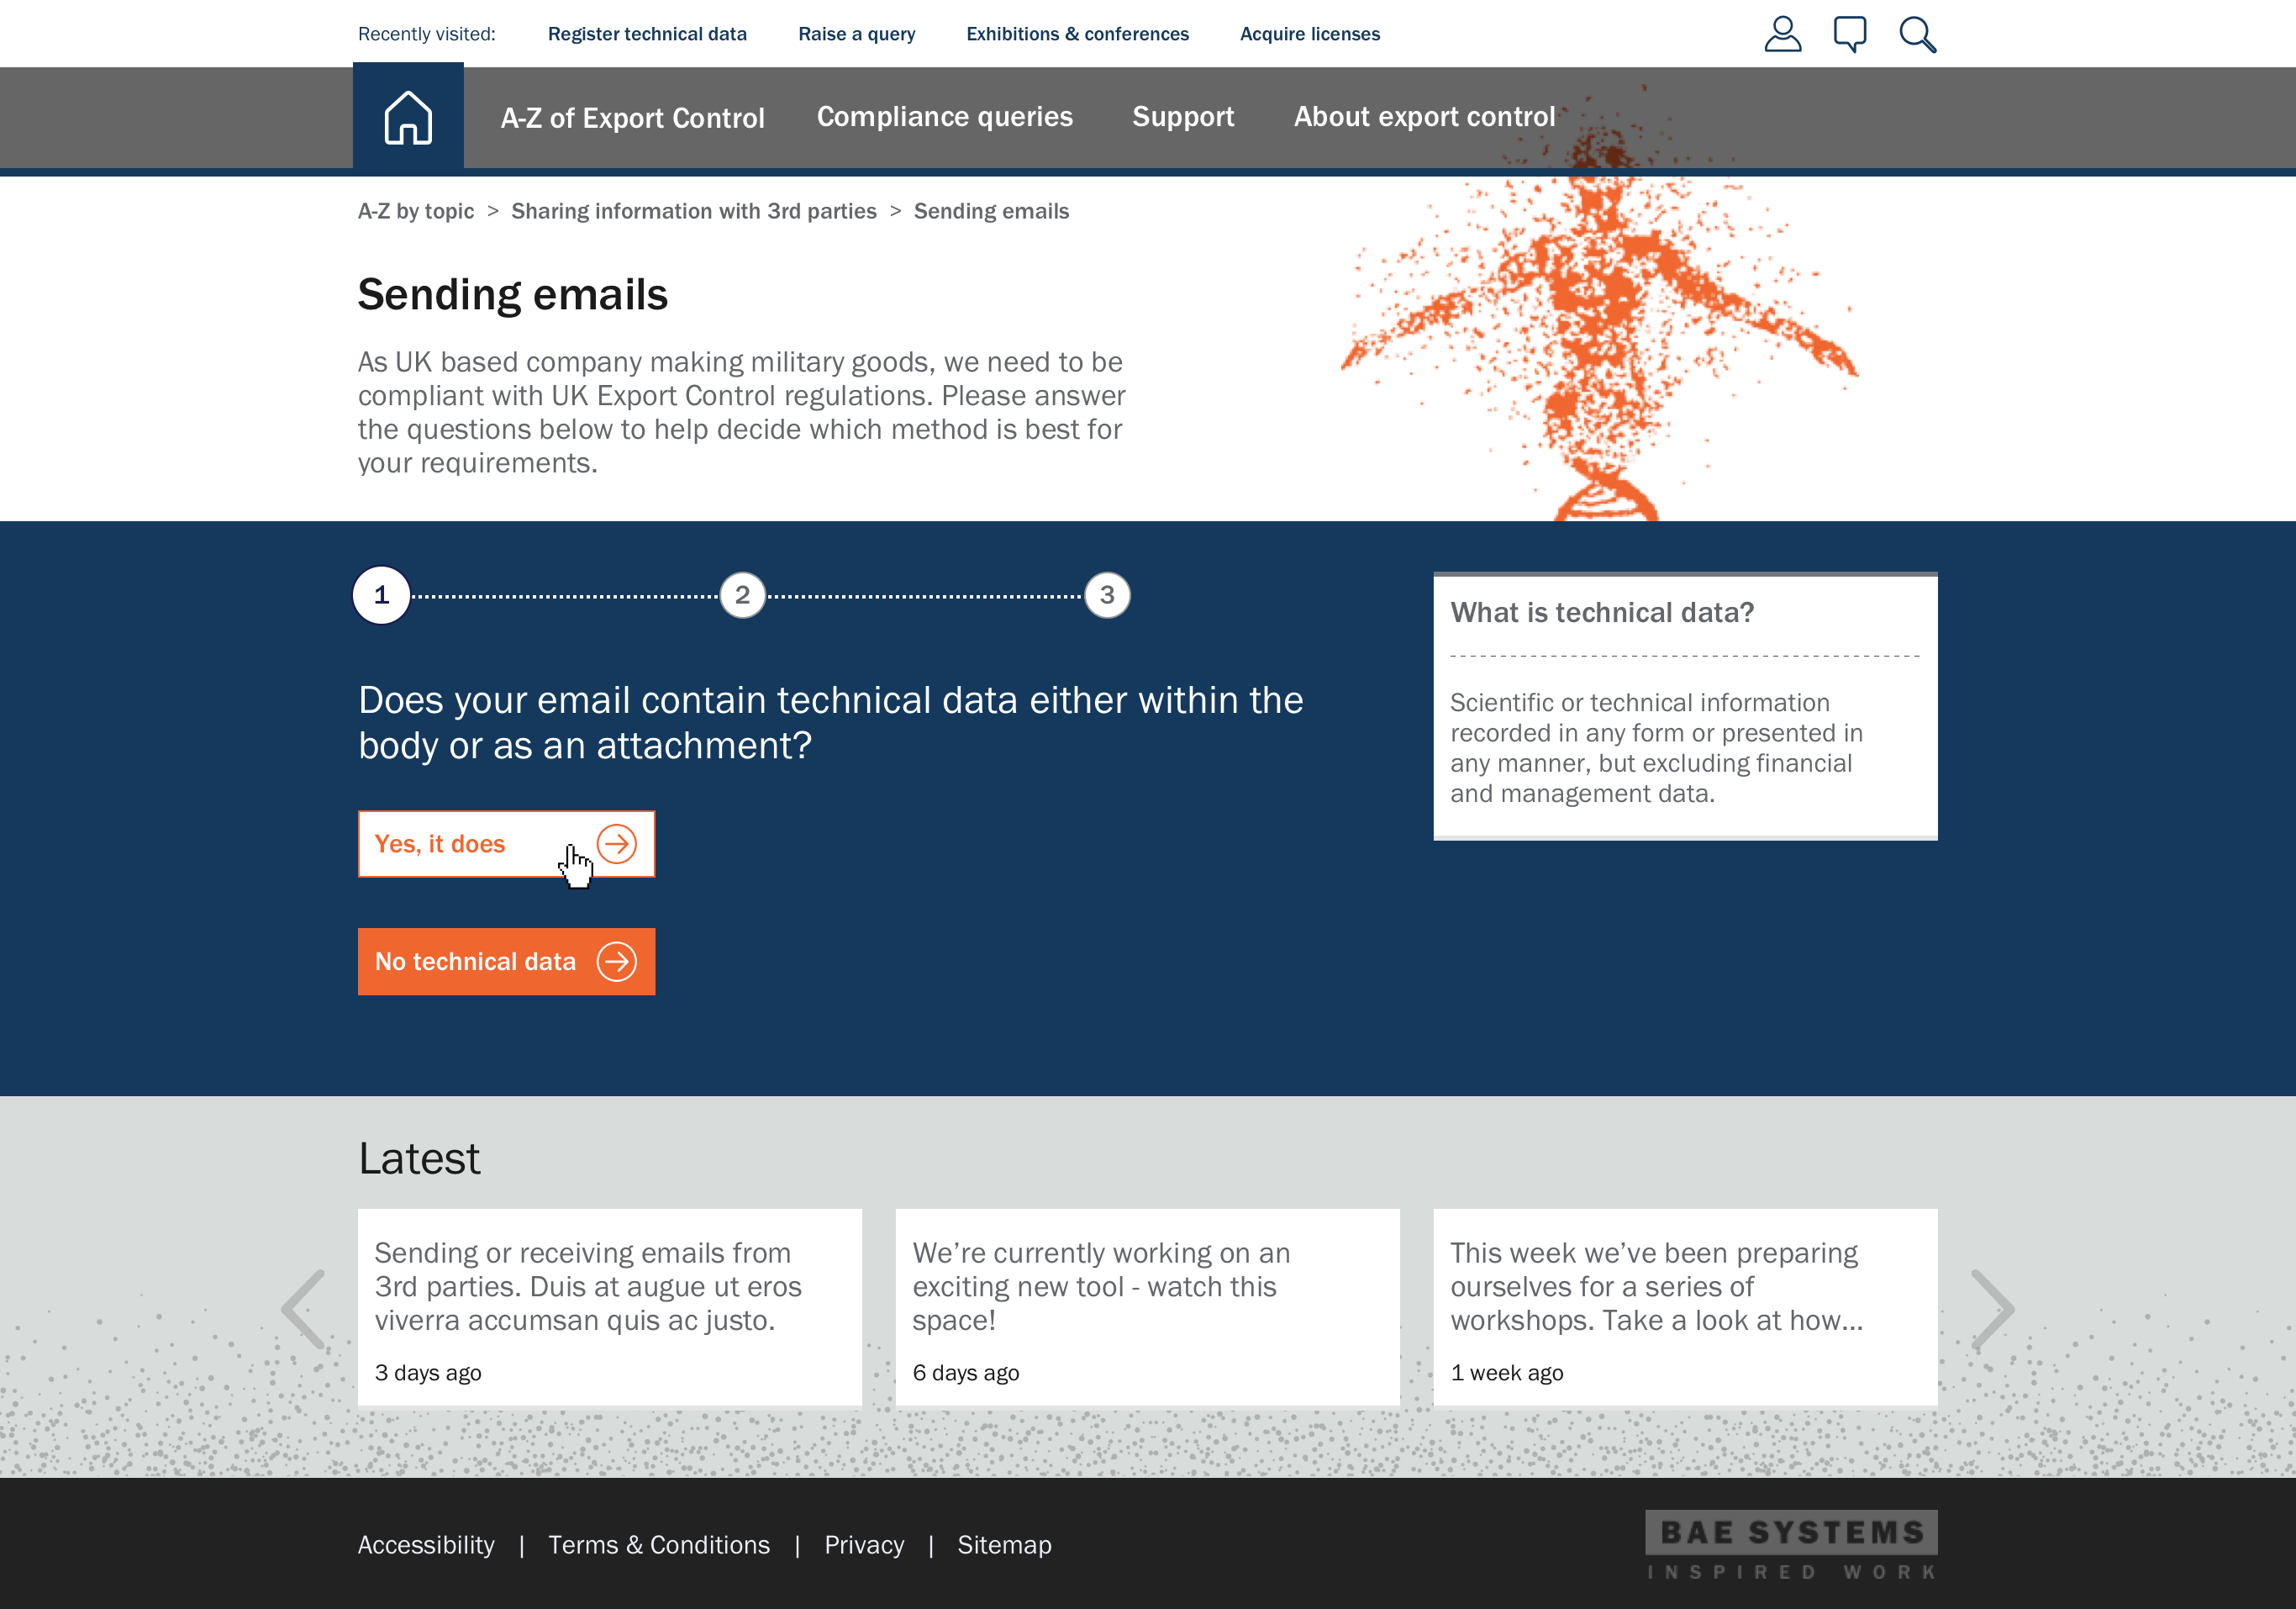 Recently visited: Register technical data Raise a query Exhibitions & conferences Acquire licenses
A-Z of Export Control Compliance queries Support About export control
A-Z by topic > Sharing information with 3rd parties > Sending emails
Sending emails
As UK based company making military goods, we need to be
compliant with UK Export Control regulations. Please answer
the questions below to help decide which method is best for
your requirements.
1 2 3
Does your email contain technical data either within the
body or as an attachment?
Yes, it does
No technical data
What is technical data?
Scientific or technical information
recorded in any form or presented in
any manner, but excluding financial
and management data.
Latest
Sending or receiving emails from
3rd parties. Duis at augue ut eros
viverra accumsan quis ac justo.
3 days ago
We’re currently working on an
exciting new tool - watch this
space!
6 days ago
This week we’ve been preparing
ourselves for a series of
workshops. Take a look at how...
1 week ago
Accessibility | Terms & Conditions | Privacy | Sitemap
BAE SYSTEMS
INSPIRED WORK